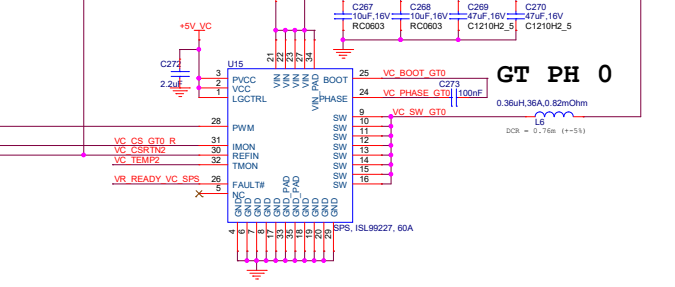 C267
10uF,16V
RC0603
C268
10uF,16V
RC0603
C269
47uF,16V
C1210H2_5
C270
47uF,16V
C1210H2_5
+5V_VC
C272
2.2uF
U15
21
22
23
27
34
VIN
VIN
VIN
VIN
VIN_PAD
3 PVCC
2 VCC
1 LGCTRL
28 PWM
VC_CS_GT0_R 31 IMON
VC_CSRTN2 30 REFIN
VC_TEMP2 32 TMON
VR_READY_VC_SPS 26 FAULT#
5 NC
BOOT 25 VC_BOOT_GT0
PHASE 24 VC_PHASE_GT0
C273
100nF
GT PH 0
SW 9 VC_SW_GT0
SW 10
SW 11
SW 12
SW 13
SW 14
SW 15
SW 16
0.36uH,36A,0.82mOhm
L6
DCR = 0.76m (+-5%)
GND
GND
GND
GND
GND
GND_PAD
GND_PAD
GND
GND
GND
GND
4
6
7
8
17
33
35
18
19
20
29
SPS, ISL99227, 60A